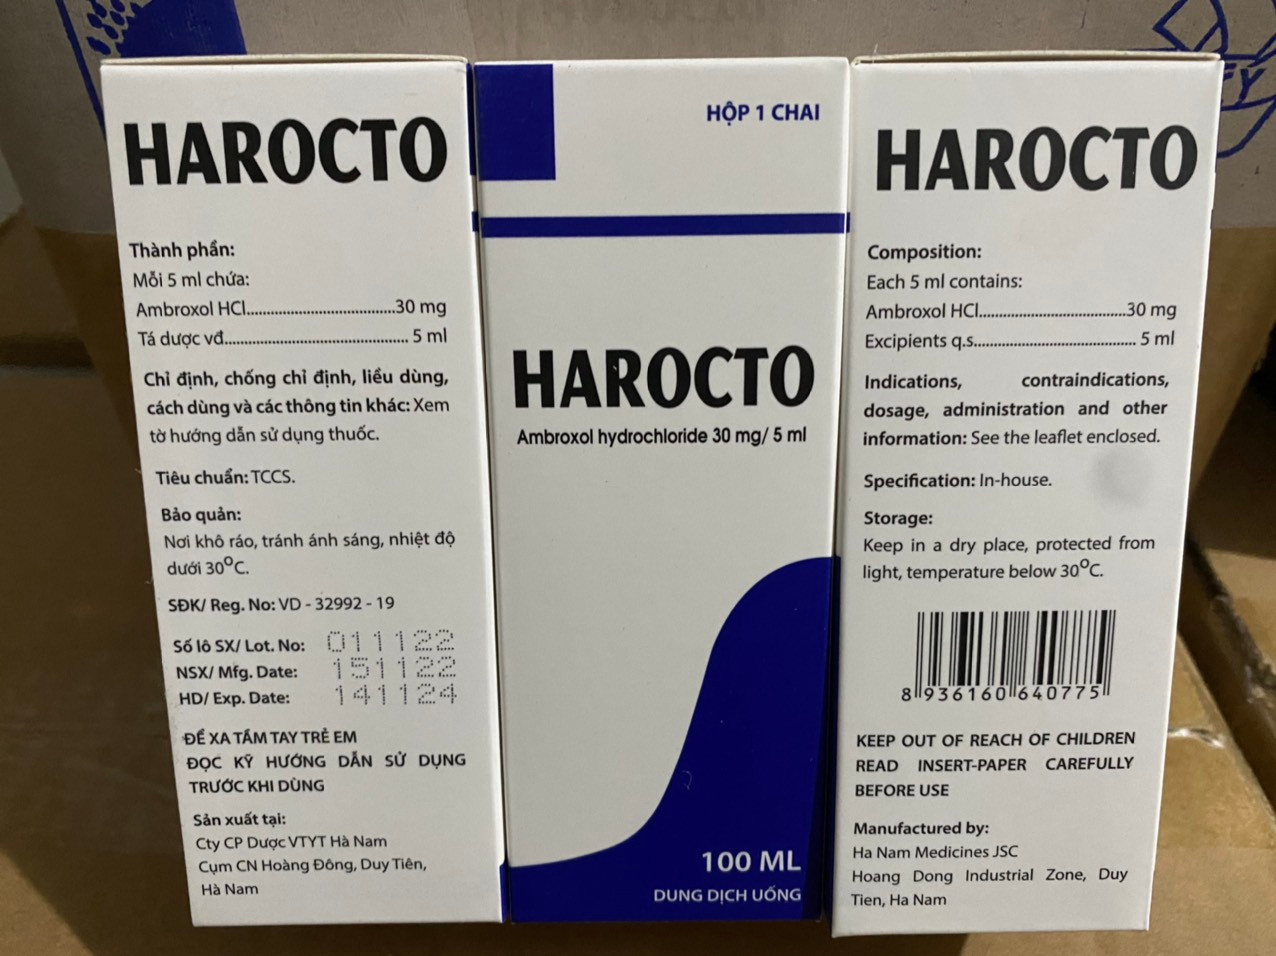 HAROCTO
Thành phần:
Mỗi 5 ml chứa:
Ambroxol HCl.....................................30 mg
Tá dược vđ............................................. 5 ml
Chỉ định, chống chỉ định, liều dùng,
cách dùng và các thông tin khác: Xem
tờ hướng dẫn sử dụng thuốc.
Tiêu chuẩn: TCCS.
Bảo quản:
Nơi khô ráo, tránh ánh sáng, nhiệt độ
dưới 30°C.
SĐK/ Reg. No: VD - 32992 - 19
Số lô SX/ Lot. No: 011122
NSX/ Mfg. Date: 151122
HD/ Exp. Date: 141124
ĐỂ XA TẦM TAY TRẺ EM
ĐỌC KỸ HƯỚNG DẪN SỬ DỤNG
TRƯỚC KHI DÙNG
Sản xuất tại:
Cty CP Dược VTYT Hà Nam
Cụm CN Hoàng Đông, Duy Tiên,
Hà Nam
HỘP 1 CHAI
HAROCTO
Ambroxol hydrochloride 30 mg/ 5 ml
100 ML
DUNG DỊCH UỐNG
HAROCTO
Composition:
Each 5 ml contains:
Ambroxol HCl.....................................30 mg
Excipients q.s........................................ 5 ml
Indications, contraindications,
dosage, administration and other
information: See the leaflet enclosed.
Specification: In-house.
Storage:
Keep in a dry place, protected from
light, temperature below 30°C.
8 936160 640775
KEEP OUT OF REACH OF CHILDREN
READ INSERT-PAPER CAREFULLY
BEFORE USE
Manufactured by:
Ha Nam Medicines JSC
Hoang Dong Industrial Zone, Duy
Tien, Ha Nam